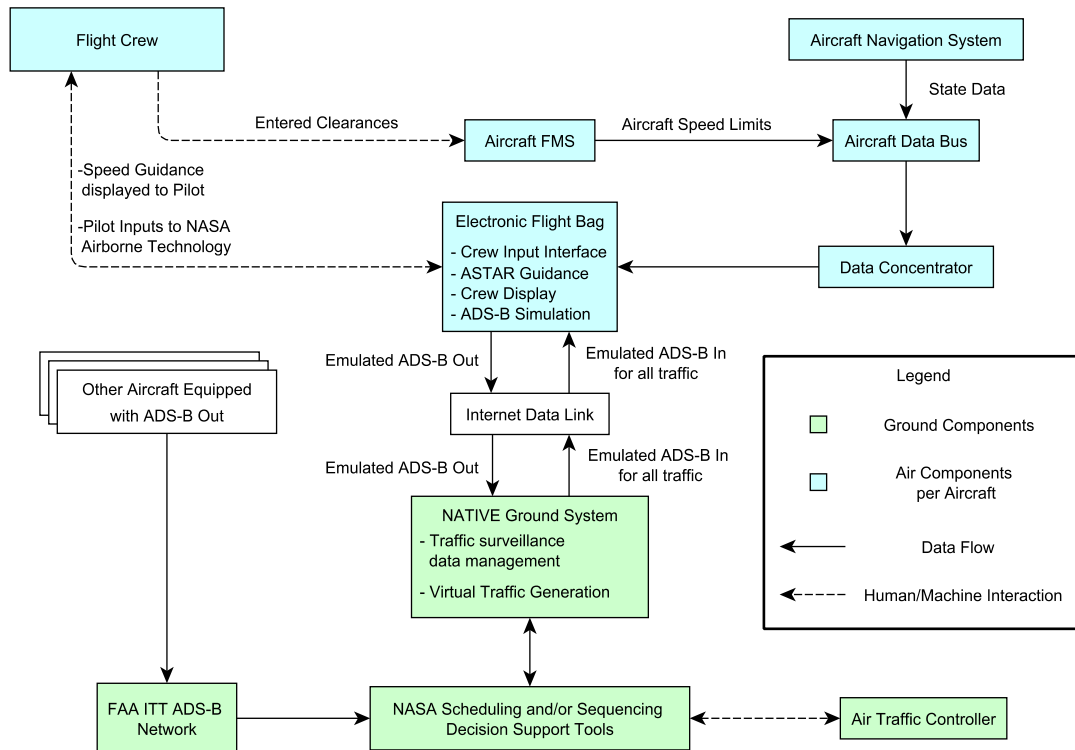 Flight Crew
Aircraft Navigation System
State Data
Entered Clearances
Aircraft FMS
Aircraft Speed Limits
Aircraft Data Bus
-Speed Guidance
displayed to Pilot
-Pilot Inputs to NASA
Airborne Technology
Electronic Flight Bag
- Crew Input Interface
- ASTAR Guidance
- Crew Display
- ADS-B Simulation
Data Concentrator
Emulated ADS-B Out
Emulated ADS-B In
for all traffic
Other Aircraft Equipped
with ADS-B Out
Internet Data Link
Emulated ADS-B Out
Emulated ADS-B In
for all traffic
NATIVE Ground System
- Traffic surveillance
data management
- Virtual Traffic Generation
Legend
Ground Components
Air Components
per Aircraft
Data Flow
Human/Machine Interaction
FAA ITT ADS-B
Network
NASA Scheduling and/or Sequencing
Decision Support Tools
Air Traffic Controller